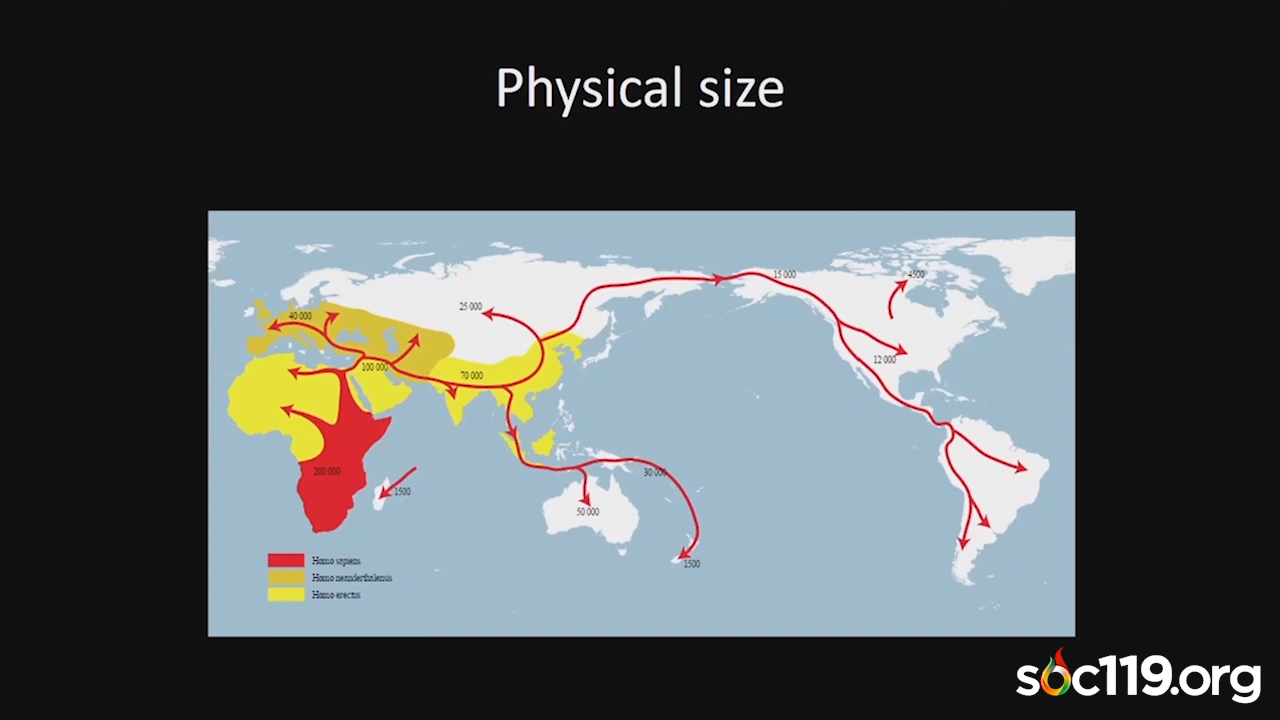 Physical size
15 000
4500
25 000
40 000
12 000
100 000
70 000
200 000
30 000
1500
50 000
1500
Homo sapiens
Homo neanderthalensis
Homo erectus
soc119.org